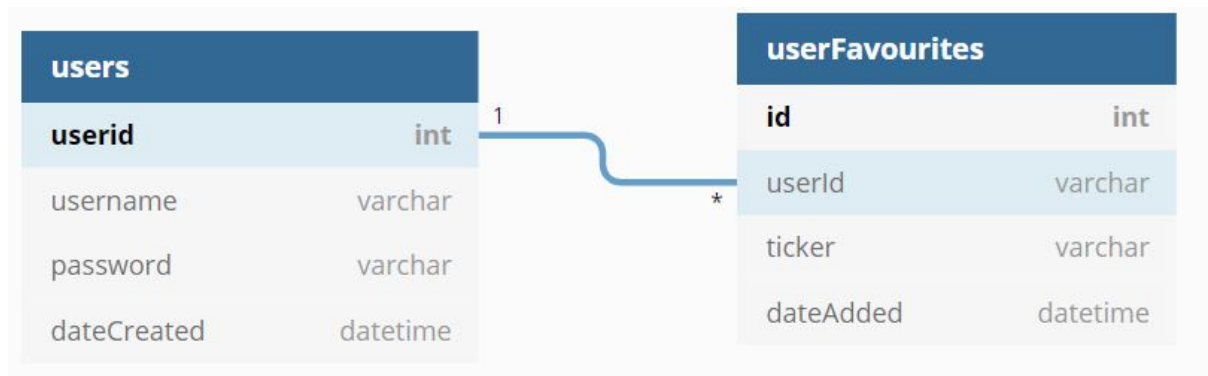 users
userid int
username varchar
password varchar
dateCreated datetime
1
*
userFavourites
id int
userId varchar
ticker varchar
dateAdded datetime